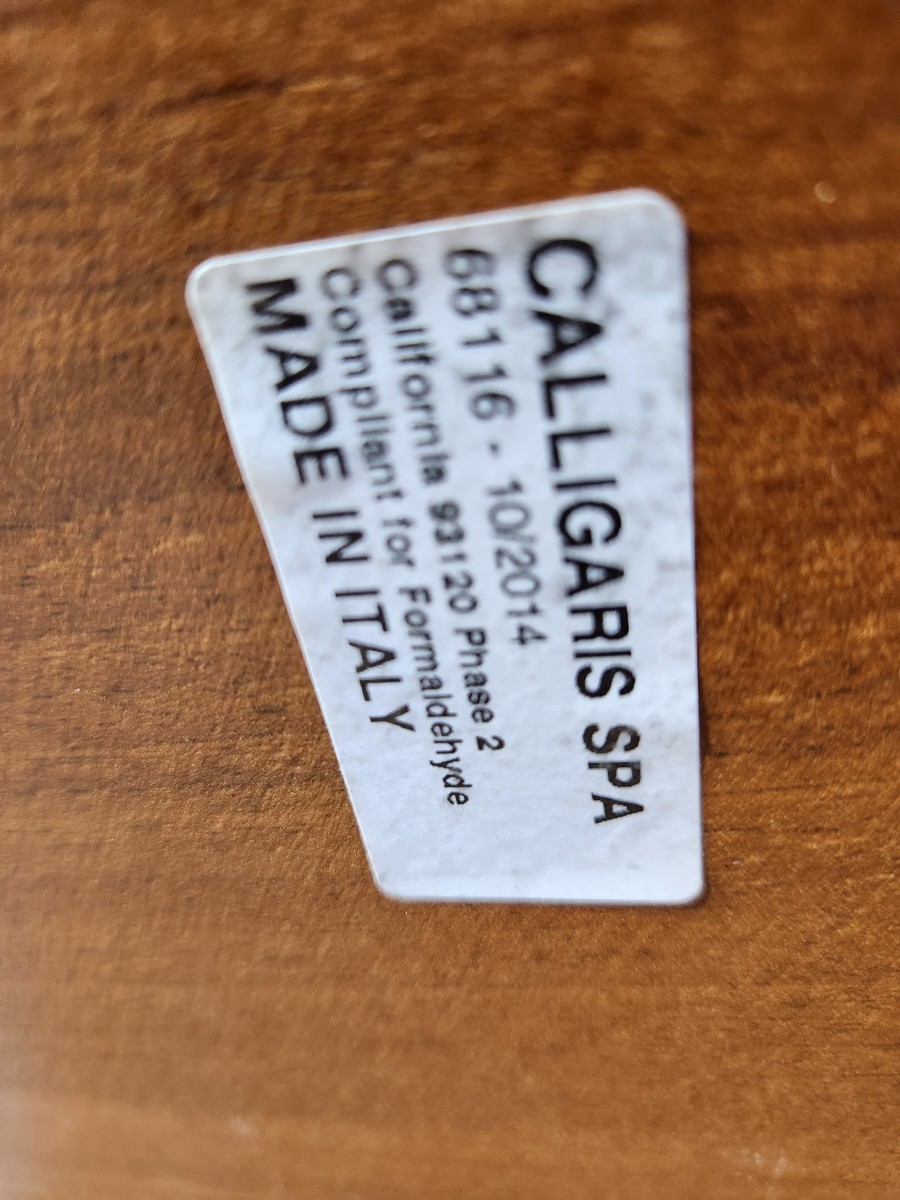 CALLIGARIS SPA
68116 - 10/2014
California 93120 Phase 2
Compliant for Formaldehyde
MADE IN ITALY